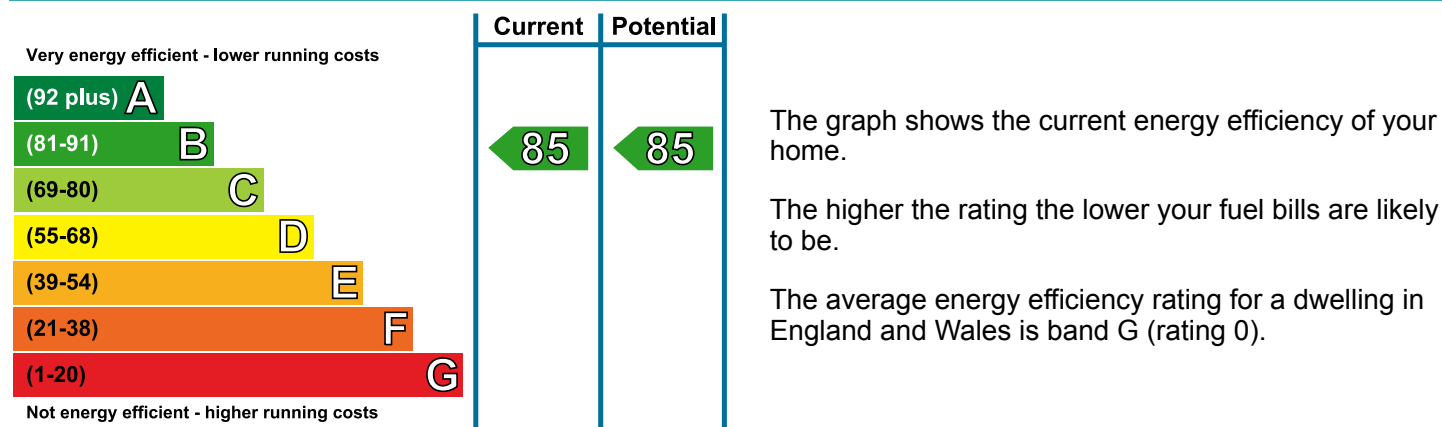 Current Potential
Very energy efficient - lower running costs
(92 plus) A
(81-91) B
85 85
(69-80) C
(55-68) D
(39-54) E
(21-38) F
(1-20) G
Not energy efficient - higher running costs
The graph shows the current energy efficiency of your
home.
The higher the rating the lower your fuel bills are likely
to be.
The average energy efficiency rating for a dwelling in
England and Wales is band G (rating 0).